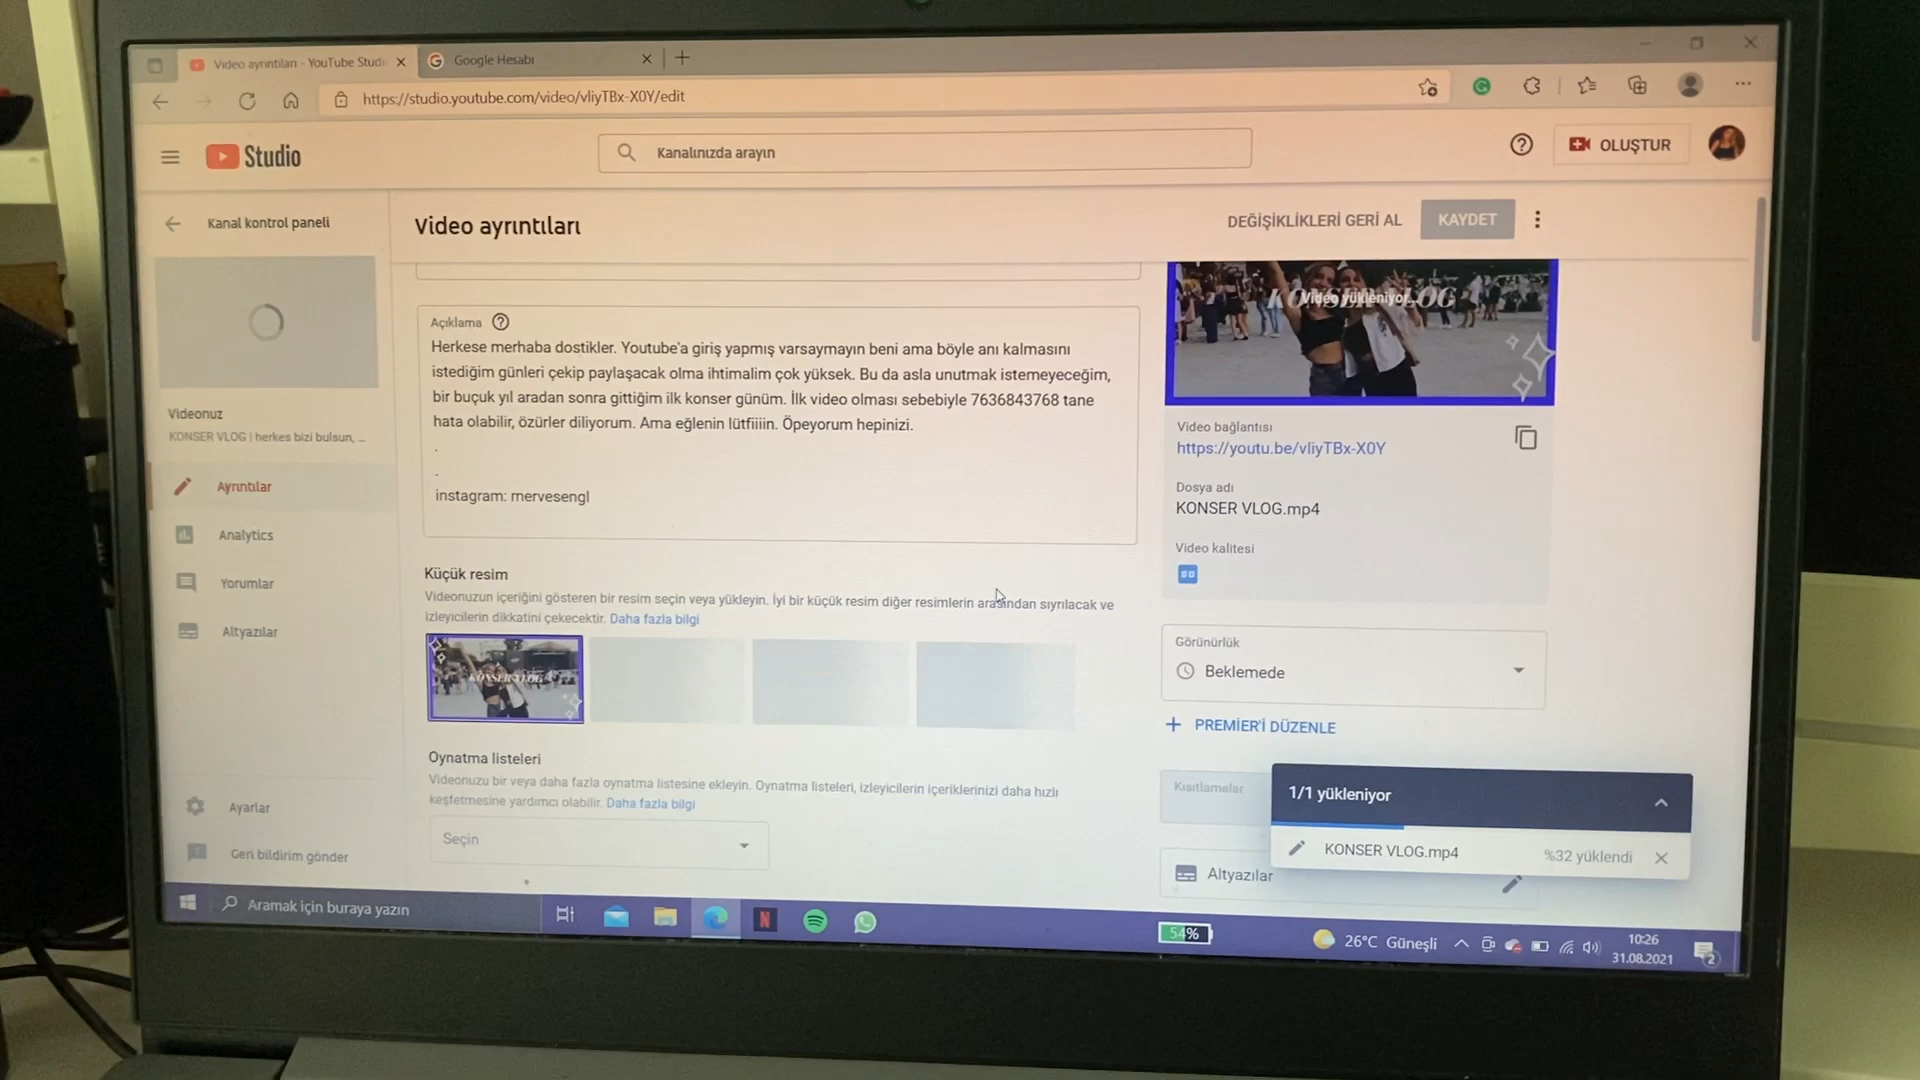 Video ayrıntıları - YouTube Studi
Google Hesabı
https://studio.youtube.com/video/vliyTBx-X0Y/edit
Studio
Kanalınızda arayın
OLUŞTUR
Kanal kontrol paneli
Video ayrıntıları
DEĞİŞİKLİKLERİ GERİ AL
KAYDET
Videonuz
KONSER VLOG | herkes bizi bulsun, ...
Ayrıntılar
Analytics
Yorumlar
Altyazılar
Ayarlar
Geri bildirim gönder
Açıklama
Herkese merhaba dostikler. Youtube'a giriş yapmış varsaymayın beni ama böyle anı kalmasını
istediğim günleri çekip paylaşacak olma ihtimalim çok yüksek. Bu da asla unutmak istemeyeceğim,
bir buçuk yıl aradan sonra gittiğim ilk konser günüm. İlk video olması sebebiyle 7636843768 tane
hata olabilir, özürler diliyorum. Ama eğlenin lütfiiiin. Öpeyorum hepinizi.
.
.
instagram: mervesengl
Küçük resim
Videonuzun içeriğini gösteren bir resim seçin veya yükleyin. İyi bir küçük resim diğer resimlerin arasından sıyrılacak ve
izleyicilerin dikkatini çekecektir. Daha fazla bilgi
KONSER VLOG
Oynatma listeleri
Videonuzu bir veya daha fazla oynatma listesine ekleyin. Oynatma listeleri, izleyicilerin içeriklerinizi daha hızlı
keşfetmesine yardımcı olabilir. Daha fazla bilgi
Seçin
Video yükleniyor...
Video bağlantısı
https://youtu.be/vliyTBx-X0Y
Dosya adı
KONSER VLOG.mp4
Video kalitesi
SD
Görünürlük
Beklemede
PREMIER'İ DÜZENLE
Kısıtlamalar
Altyazılar
1/1 yükleniyor
KONSER VLOG.mp4
%32 yüklendi
Aramak için buraya yazın
54%
26°C Güneşli
10:26
31.08.2021
2